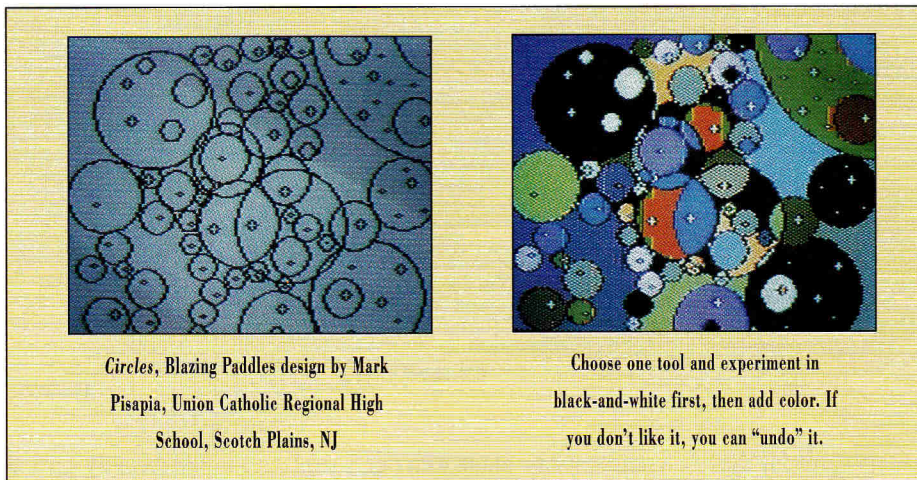 Circles, Blazing Paddles design by Mark
Pisapia, Union Catholic Regional High
School, Scotch Plains, NJ
Choose one tool and experiment in
black-and-white first, then add color. If
you don't like it, you can “undo” it.